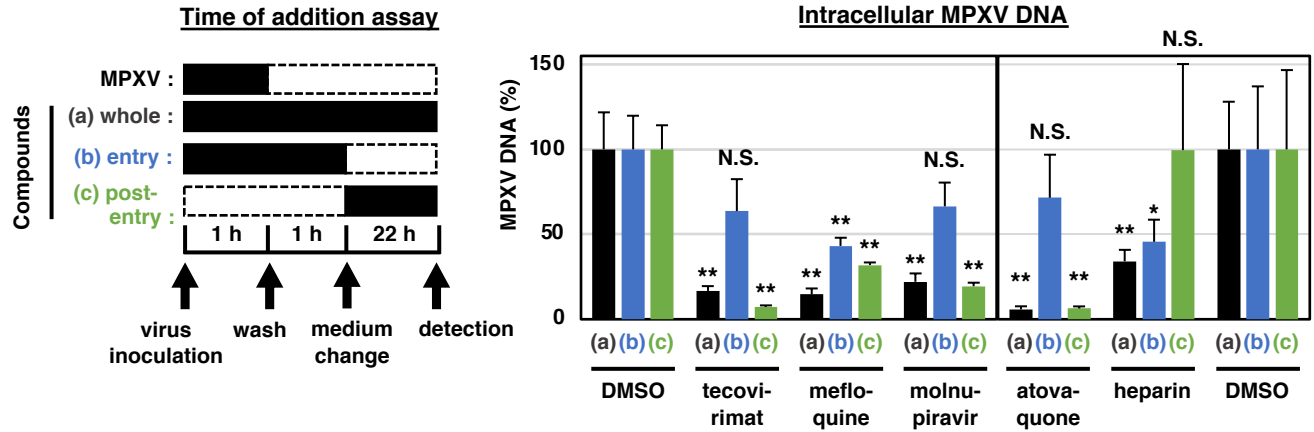 Time of addition assay
MPXV :
Compounds
(a) whole :
(b) entry :
(c) post-
entry :
1 h 1 h 22 h
virus
inoculation
wash
medium
change
detection
Intracellular MPXV DNA
MPXV DNA (%)
150
100
50
0
N.S.
** **
** ** **
N.S.
** **
N.S.
** **
N.S.
** *
(a) (b) (c) (a) (b) (c) (a) (b) (c) (a) (b) (c) (a) (b) (c) (a) (b) (c) (a) (b) (c)
DMSO
tecovi-
rimat
meflo-
quine
molnu-
piravir
atova-
quone
heparin
DMSO